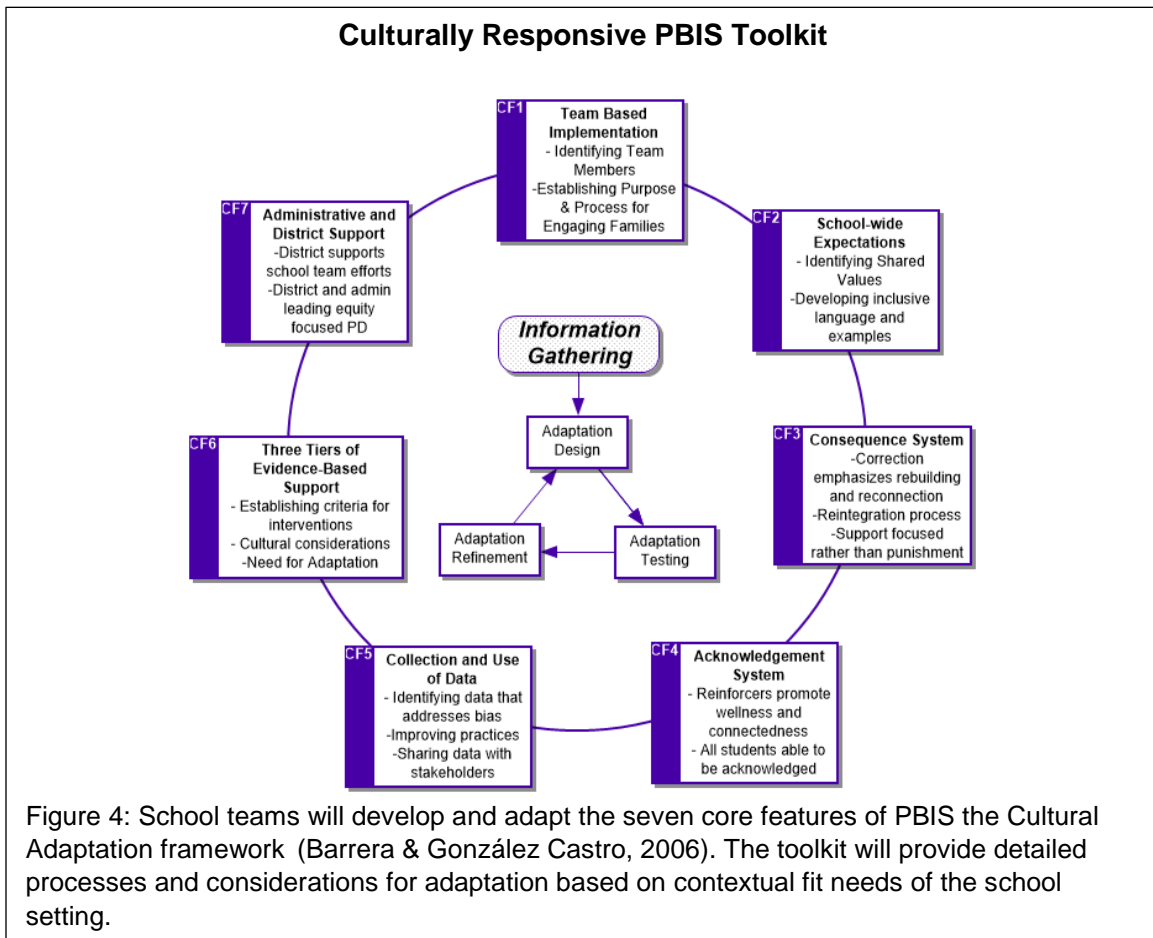 Culturally Responsive PBIS Toolkit
CF1
Team Based
Implementation
- Identifying Team
Members
-Establishing Purpose
& Process for
Engaging Families
CF2
School-wide
Expectations
- Identifying Shared
Values
-Developing inclusive
language and
examples
CF3
Consequence System
-Correction
emphasizes rebuilding
and reconnection
-Reintegration process
-Support focused
rather than punishment
CF4
Acknowledgement
System
- Reinforcers promote
wellness and
connectedness
- All students able to
be acknowledged
CF5
Collection and Use
of Data
- Identifying data that
addresses bias
-Improving practices
-Sharing data with
stakeholders
CF6
Three Tiers of
Evidence-Based
Support
- Establishing criteria for
interventions
- Cultural considerations
-Need for Adaptation
CF7
Administrative and
District Support
-District supports
school team efforts
-District and admin
leading equity
focused PD
Information
Gathering
Adaptation
Design
Adaptation
Testing
Adaptation
Refinement
Figure 4: School teams will develop and adapt the seven core features of PBIS the Cultural
Adaptation framework  (Barrera & González Castro, 2006). The toolkit will provide detailed
processes and considerations for adaptation based on contextual fit needs of the school
setting.